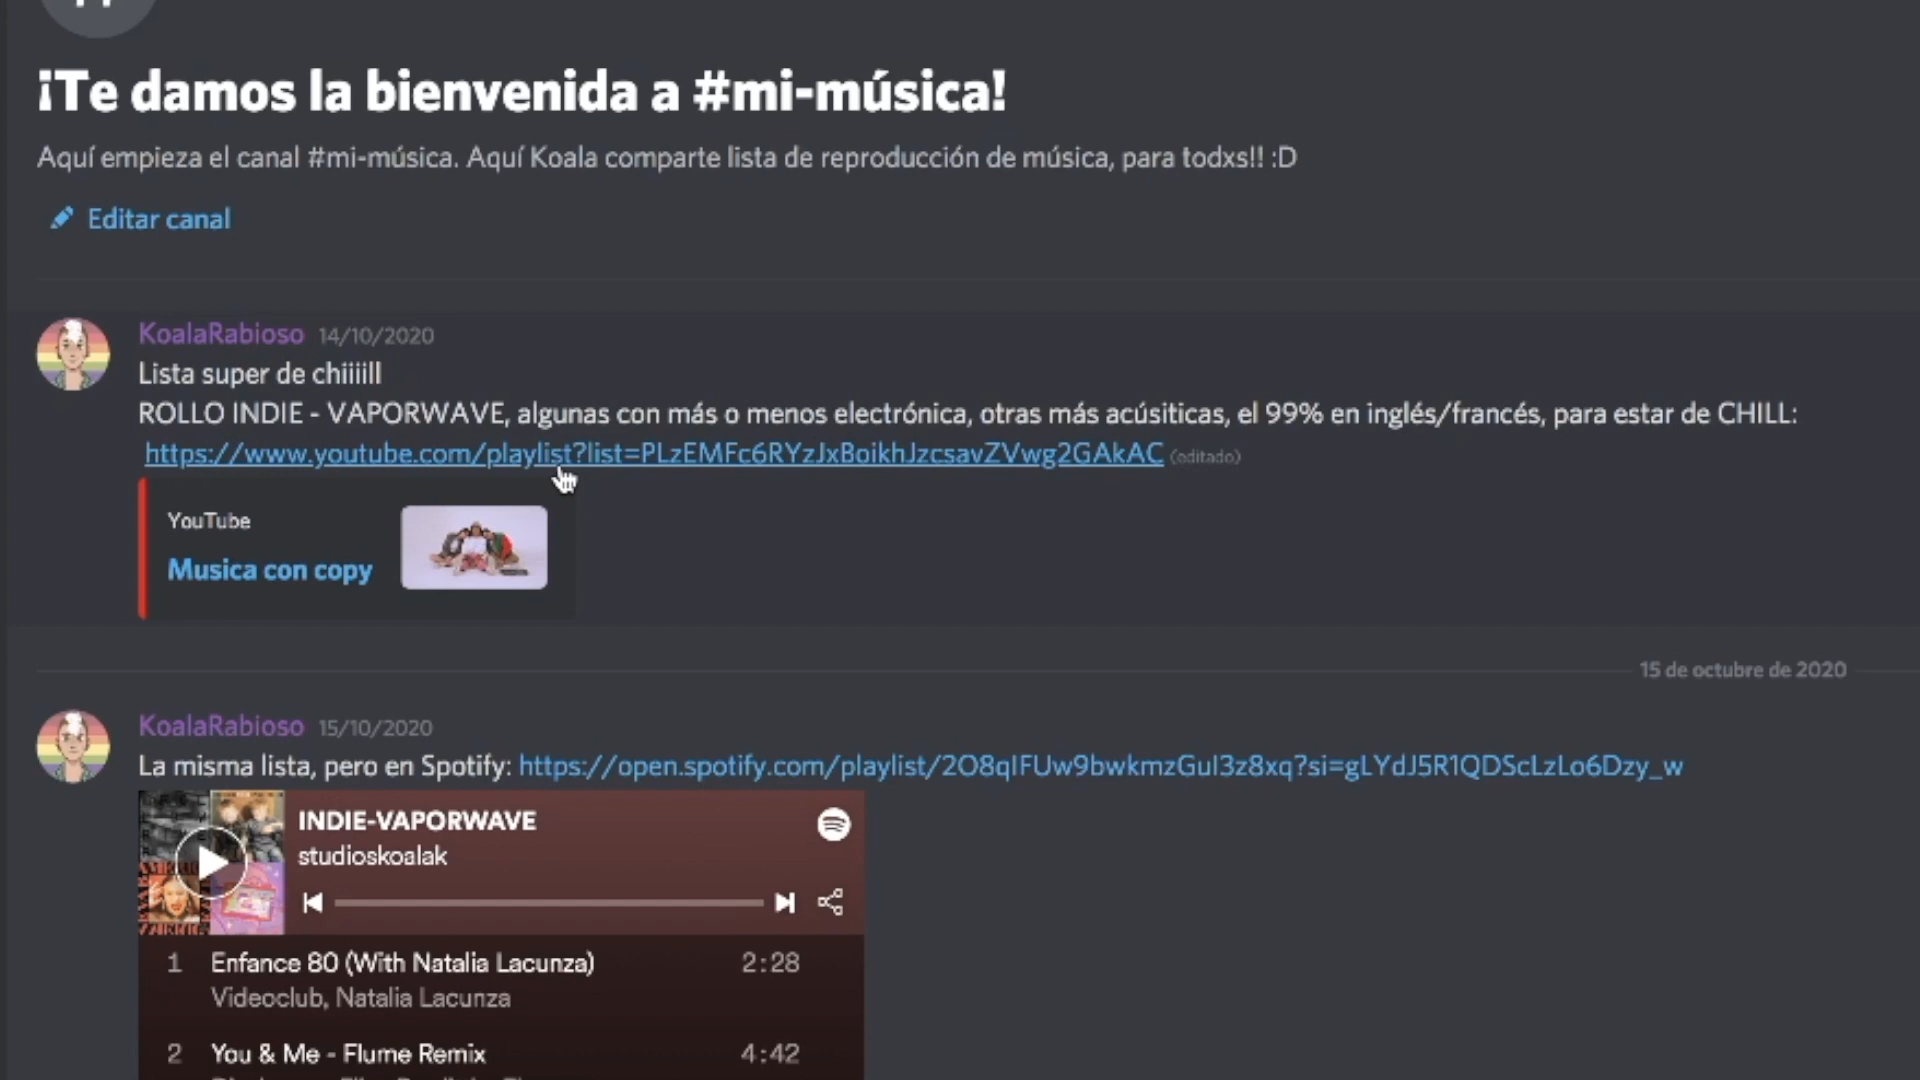 ¡Te damos la bienvenida a #mi-música!
Aquí empieza el canal #mi-música. Aquí Koala comparte lista de reproducción de música, para todxs!! :D
Editar canal
KoalaRabioso 14/10/2020
Lista super de chiiiill
ROLLO INDIE - VAPORWAVE, algunas con más o menos electrónica, otras más acúsiticas, el 99% en inglés/francés, para estar de CHILL:
https://www.youtube.com/playlist?list=PLzEMFc6RYzJxBoikhJzcsavZVwg2GAkAC (editado)
YouTube
Musica con copy
15 de octubre de 2020
KoalaRabioso 15/10/2020
La misma lista, pero en Spotify: https://open.spotify.com/playlist/2O8qIFUw9bwkmzGuI3z8xq?si=gLYdJ5R1QDScLzLo6Dzy_w
INDIE-VAPORWAVE
studioskoalak
1 Enfance 80 (With Natalia Lacunza) 2:28
Videoclub, Natalia Lacunza
2 You & Me - Flume Remix 4:42